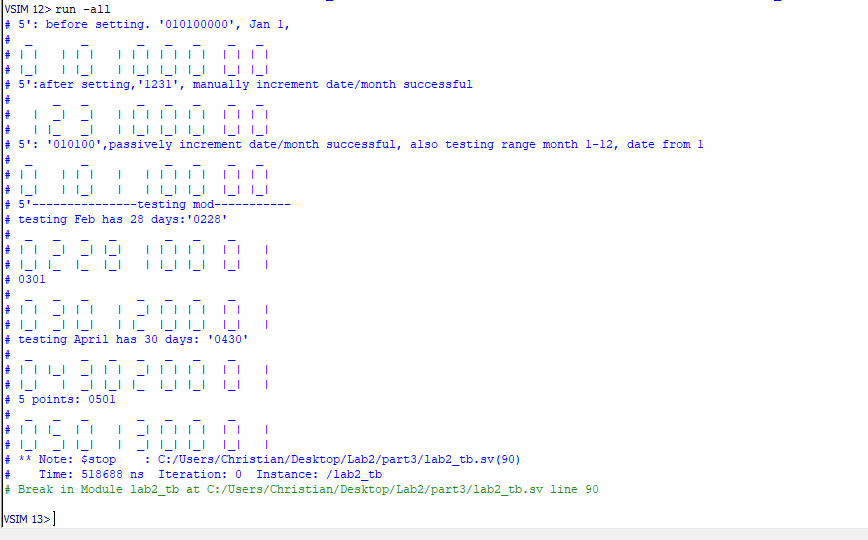 VSIM 12> run -all
# 5': before setting. '010100000', Jan 1,
# 5':after setting,'1231', manually increment date/month successful
# 5': '010100',passively increment date/month successful, also testing range month 1-12, date from 1
# 5'---------------testing mod-----------
# testing Feb has 28 days:'0228'
# 0301
# testing April has 30 days: '0430'
# 5 points: 0501
# ** Note: $stop    : C:/Users/Christian/Desktop/Lab2/part3/lab2_tb.sv(90)
#    Time: 518688 ns  Iteration: 0  Instance: /lab2_tb
# Break in Module lab2_tb at C:/Users/Christian/Desktop/Lab2/part3/lab2_tb.sv line 90
VSIM 13>